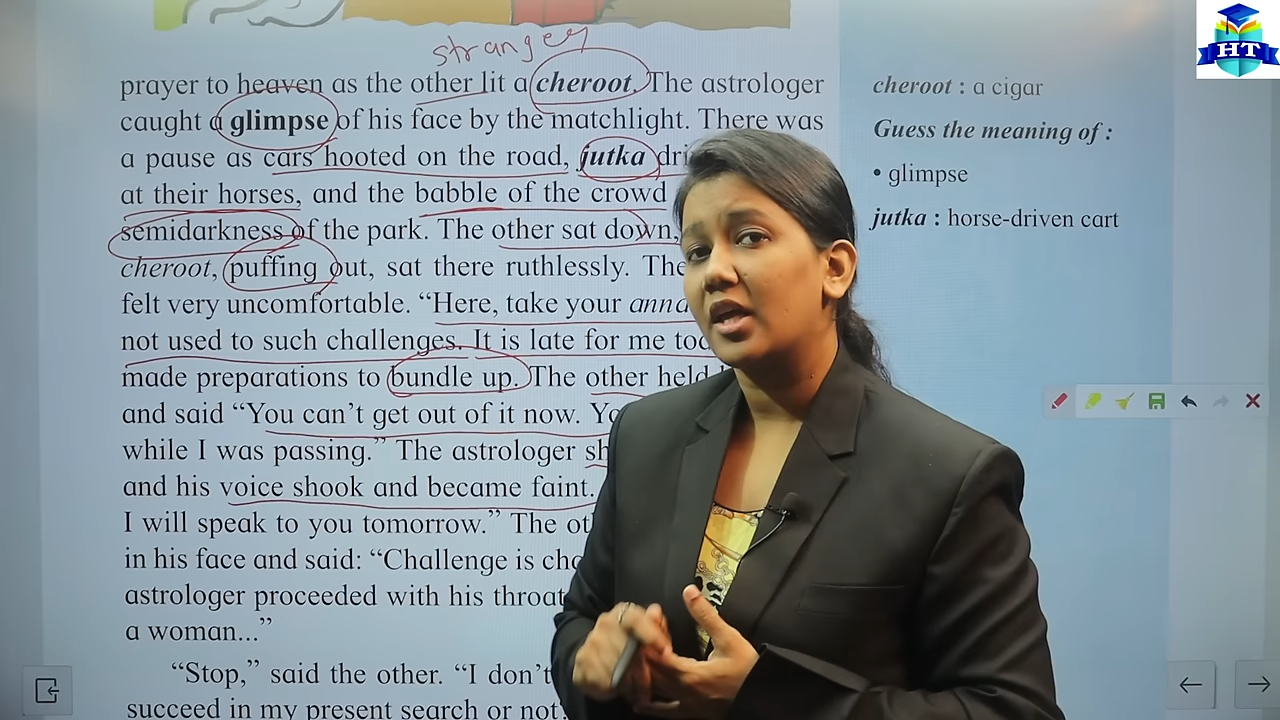 HT
stranger
prayer to heaven as the other lit a cheroot. The astrologer
caught a glimpse of his face by the matchlight. There was
a pause as cars hooted on the road, jutka
at their horses, and the babble of the crowd
semidarkness of the park. The other sat down,
cheroot, puffing out, sat there ruthlessly. The
felt very uncomfortable. “Here, take your anna
not used to such challenges. It is late for me
made preparations to bundle up. The other held
and said “You can’t get out of it now.
while I was passing.” The astrologer
and his voice shook and became faint.
I will speak to you tomorrow.” The
in his face and said: “Challenge is
astrologer proceeded with his throat
a woman...”
“Stop,” said the other. “I don’t
succeed in my present search or not
cheroot : a cigar
Guess the meaning of :
• glimpse
jutka : horse-driven cart